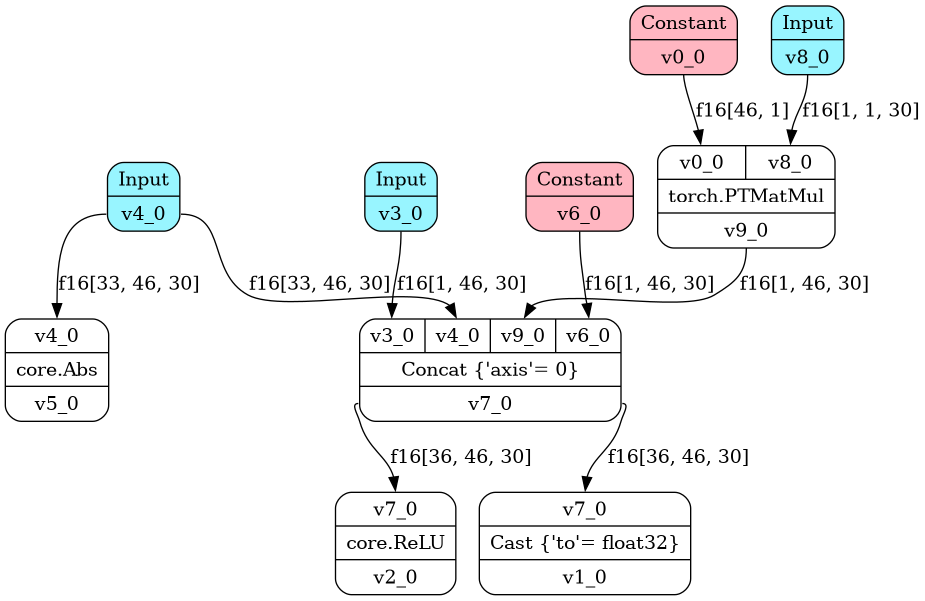 Constant
v0_0
Input
v8_0
f16[46, 1]
f16[1, 1, 30]
v0_0 v8_0
torch.PTMatMul
v9_0
Input
v4_0
Input
v3_0
Constant
v6_0
f16[33, 46, 30]
f16[33, 46, 30]
f16[1, 46, 30]
f16[1, 46, 30]
f16[1, 46, 30]
v4_0
core.Abs
v5_0
v3_0 v4_0 v9_0 v6_0
Concat {'axis'= 0}
v7_0
f16[36, 46, 30]
f16[36, 46, 30]
v7_0
core.ReLU
v2_0
v7_0
Cast {'to'= float32}
v1_0